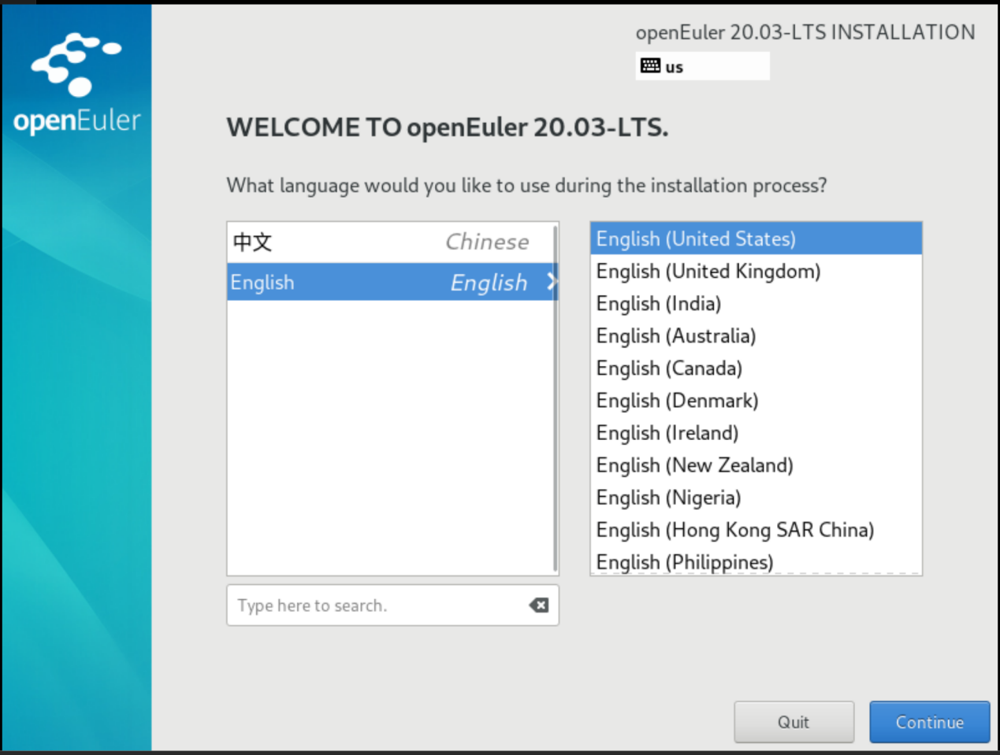 openEuler
openEuler 20.03-LTS INSTALLATION
us
WELCOME TO openEuler 20.03-LTS.
What language would you like to use during the installation process?
中文 Chinese
English English
English (United States)
English (United Kingdom)
English (India)
English (Australia)
English (Canada)
English (Denmark)
English (Ireland)
English (New Zealand)
English (Nigeria)
English (Hong Kong SAR China)
English (Philippines)
Type here to search.
Quit
Continue